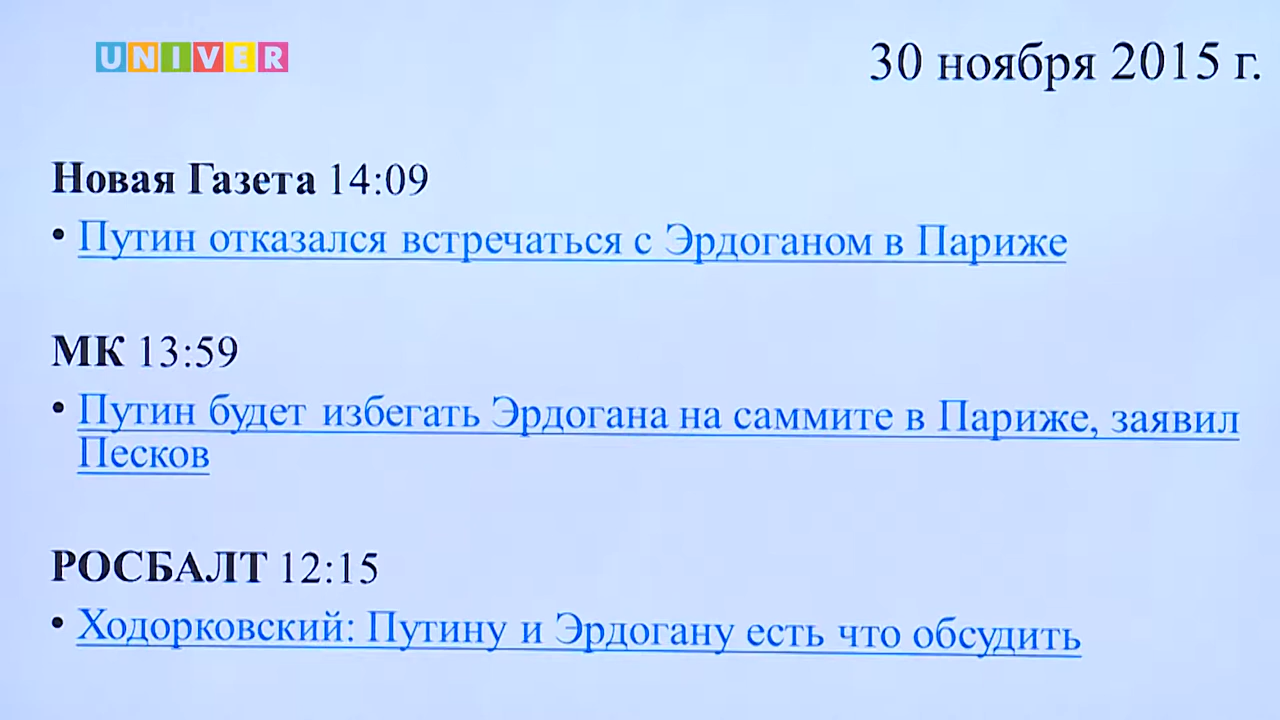 UNIVER
30 ноября 2015 г.
Новая Газета 14:09
• Путин отказался встречаться с Эрдоганом в Париже
МК 13:59
• Путин будет избегать Эрдогана на саммите в Париже, заявил
Песков
РОСБАЛТ 12:15
• Ходорковский: Путину и Эрдогану есть что обсудить